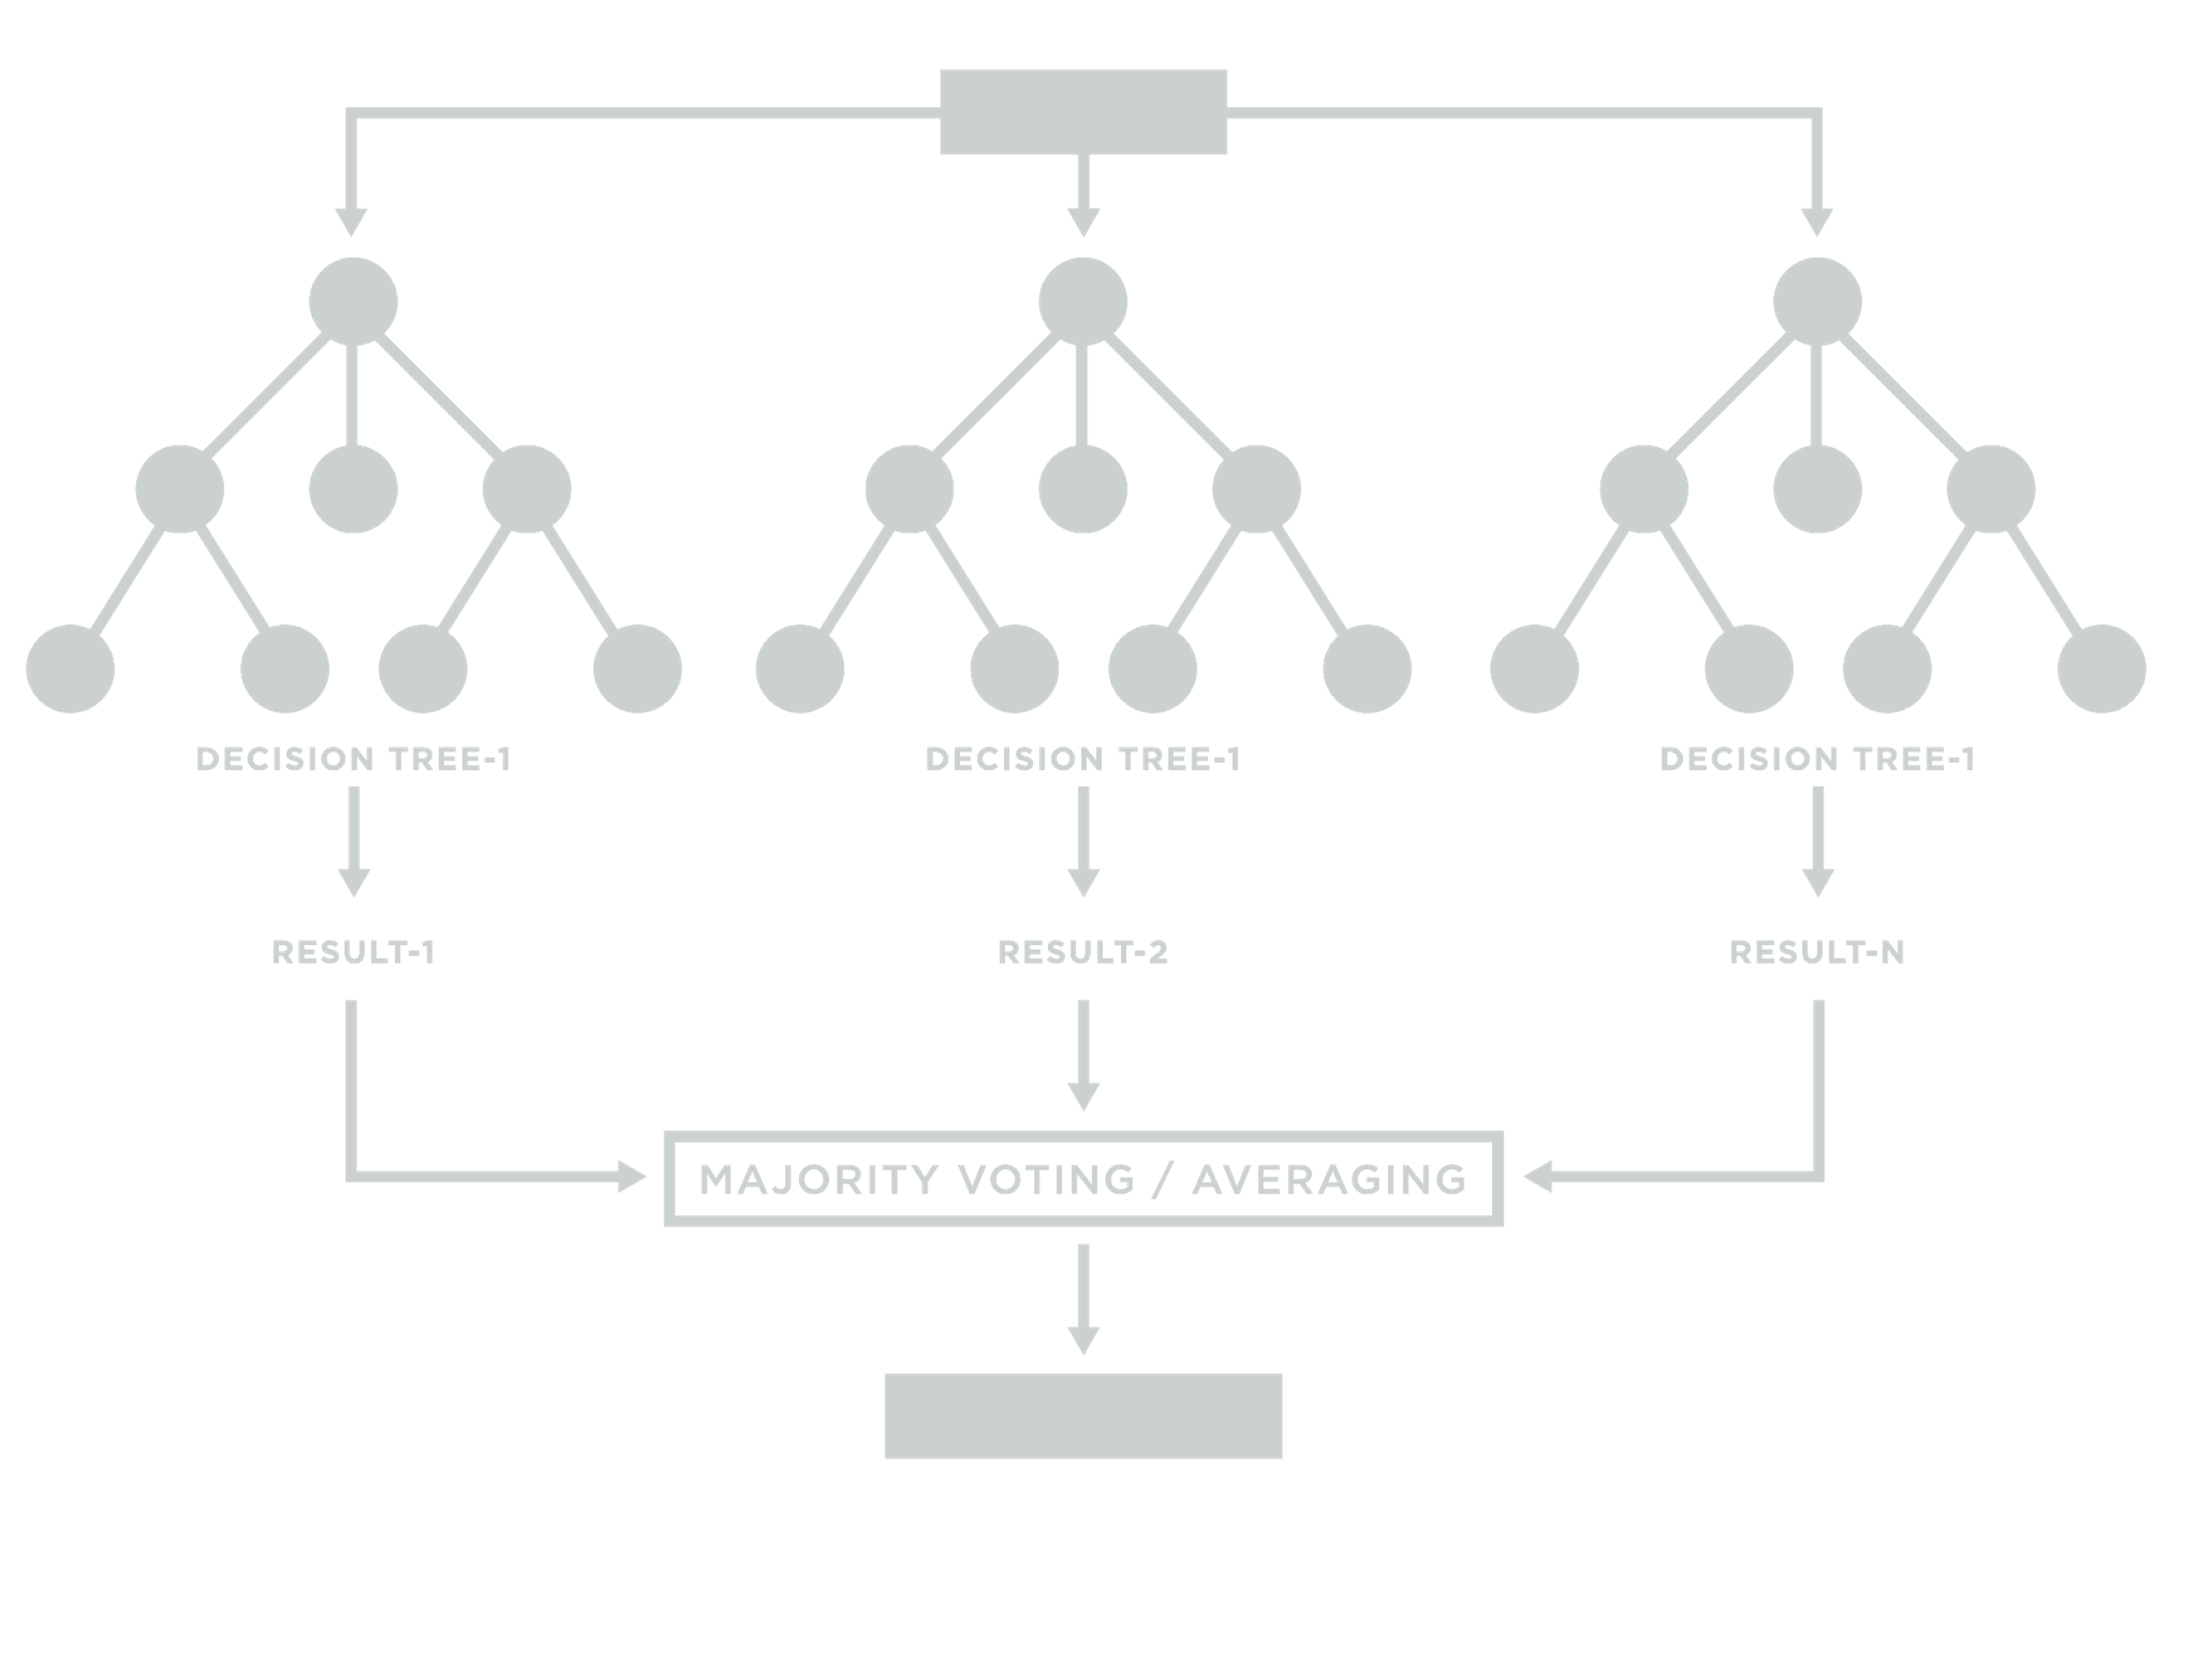 DECISION TREE-1 DECISION TREE-1 DECISION TREE-1
RESULT-1 RESULT-2 RESULT-N
MAJORITY VOTING / AVERAGING